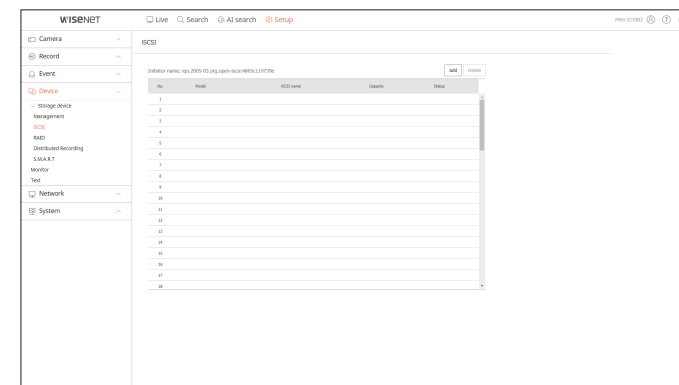 WISENET
Live Search AI search Setup
Camera
Record
Event
Device
Storage device
Management
iSCSI
RAID
Distributed Recording
S.M.A.R.T
Monitor
Text
Network
System
iSCSI
Add Delete
No. Model iSCSI name Capacity Status
1
2
3
4
5
6
7
8
9
10
11
12
13
14
15
16
17
18